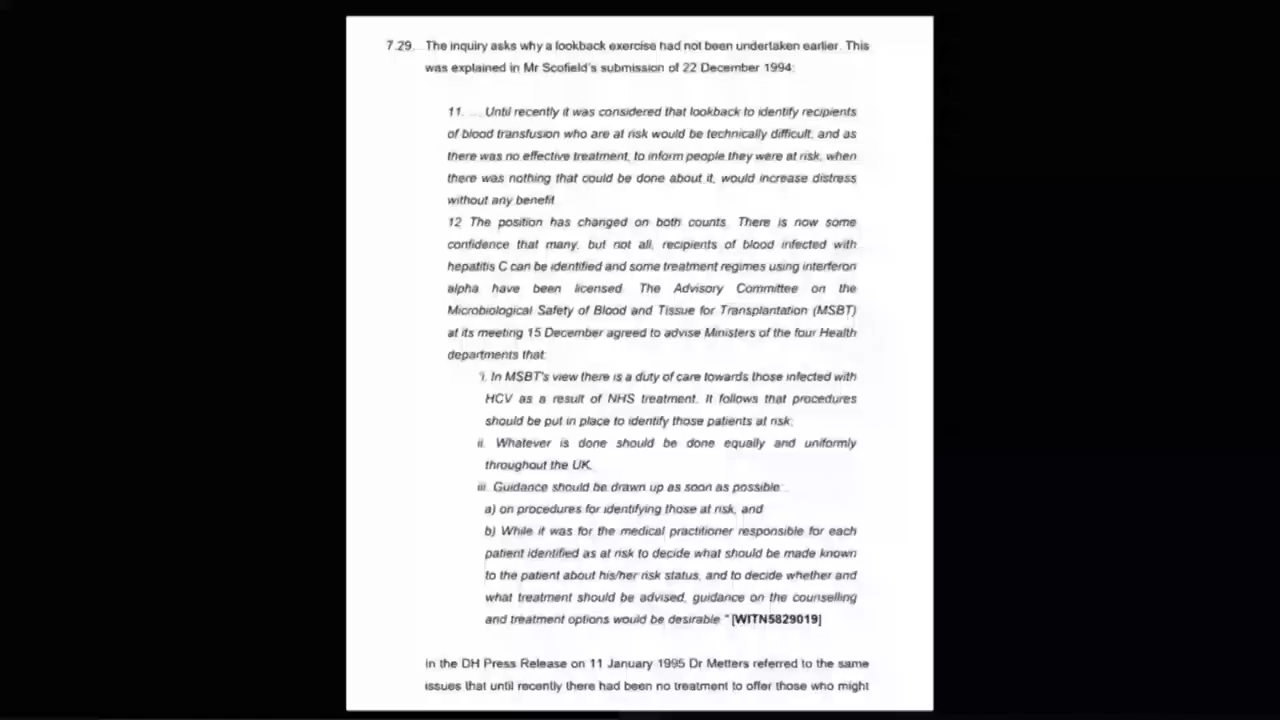 7.29. The inquiry asks why a lookback exercise had not been undertaken earlier. This
was explained in Mr Scofield's submission of 22 December 1994:
11. ... Until recently it was considered that lookback to identify recipients
of blood transfusion who are at risk would be technically difficult, and as
there was no effective treatment, to inform people they were at risk, when
there was nothing that could be done about it, would increase distress
without any benefit.
12 The position has changed on both counts. There is now some
confidence that many, but not all, recipients of blood infected with
hepatitis C can be identified and some treatment regimes using interferon
alpha have been licensed. The Advisory Committee on the
Microbiological Safety of Blood and Tissue for Transplantation (MSBT)
at its meeting 15 December agreed to advise Ministers of the four Health
departments that:
'i. In MSBT's view there is a duty of care towards those infected with
HCV as a result of NHS treatment. It follows that procedures
should be put in place to identify those patients at risk;
ii. Whatever is done should be done equally and uniformly
throughout the UK.
iii. Guidance should be drawn up as soon as possible:
a) on procedures for identifying those at risk, and
b) While it was for the medical practitioner responsible for each
patient identified as at risk to decide what should be made known
to the patient about his/her risk status, and to decide whether and
what treatment should be advised, guidance on the counselling
and treatment options would be desirable." [WITN5829019]
In the DH Press Release on 11 January 1995 Dr Metters referred to the same
issues that until recently there had been no treatment to offer those who might